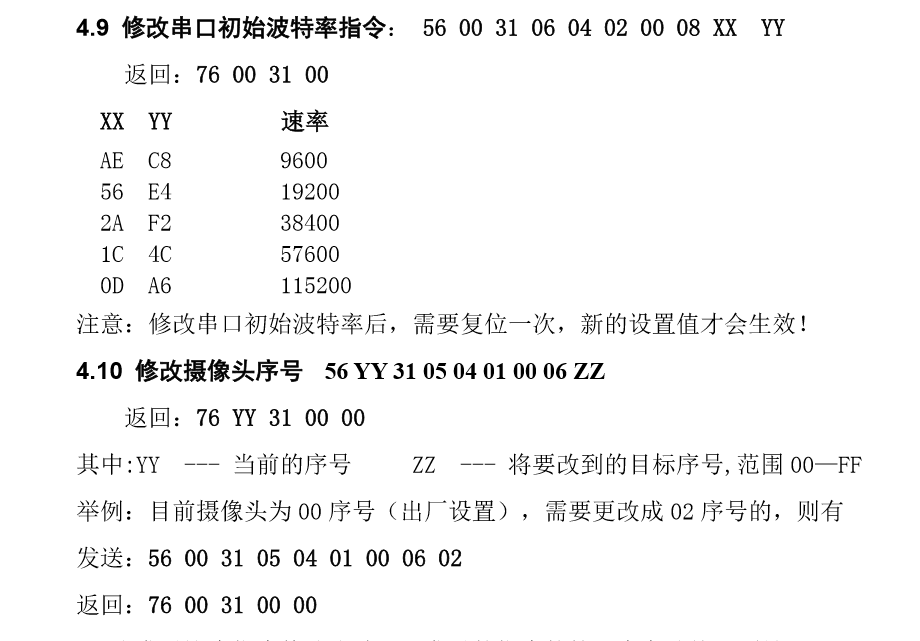 4.9 修改串口初始波特率指令： 56 00 31 06 04 02 00 08 XX YY
返回：76 00 31 00
XX YY 速率
AE C8 9600
56 E4 19200
2A F2 38400
1C 4C 57600
0D A6 115200
注意：修改串口初始波特率后，需要复位一次，新的设置值才会生效！
4.10 修改摄像头序号 56 YY 31 05 04 01 00 06 ZZ
返回：76 YY 31 00 00
其中:YY --- 当前的序号 ZZ --- 将要改到的目标序号,范围 00—FF
举例：目前摄像头为 00 序号（出厂设置），需要更改成 02 序号的，则有
发送：56 00 31 05 04 01 00 06 02
返回：76 00 31 00 00